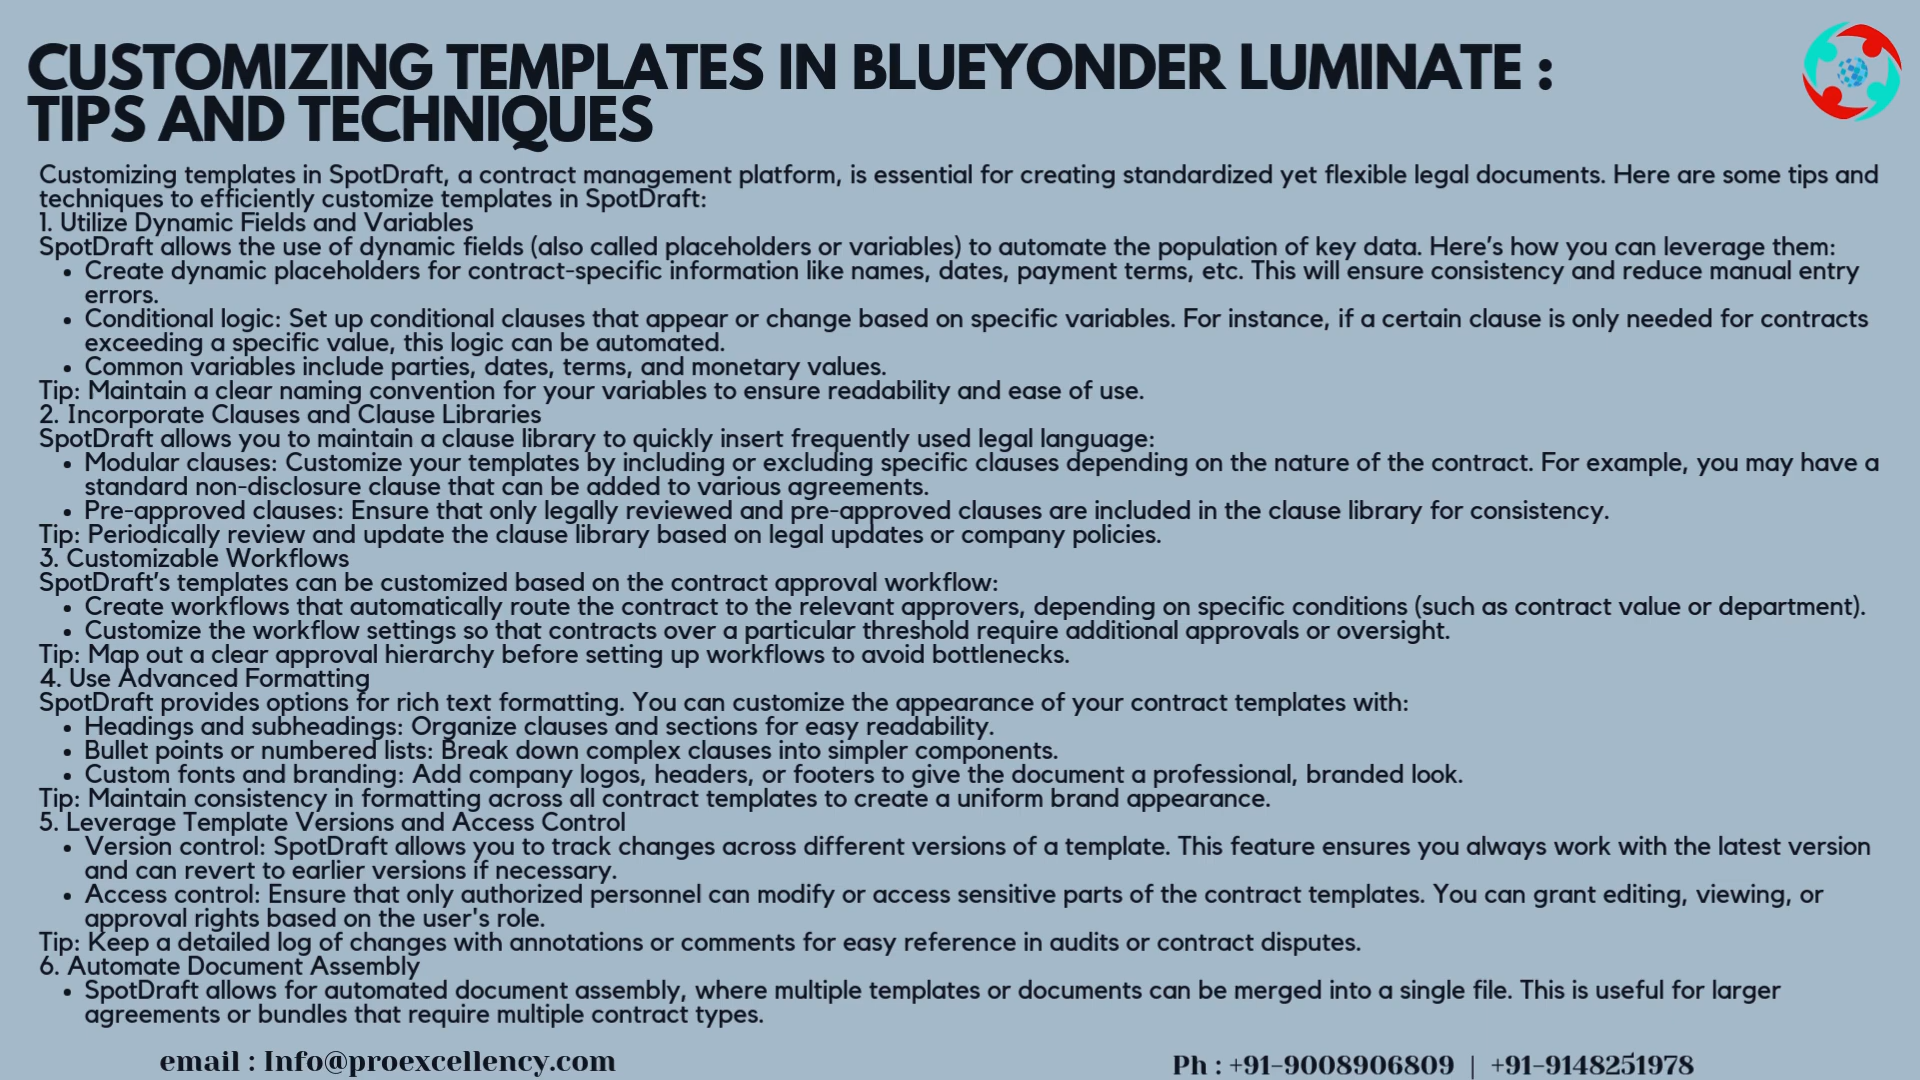 CUSTOMIZING TEMPLATES IN BLUEYONDER LUMINATE :
TIPS AND TECHNIQUES
Customizing templates in SpotDraft, a contract management platform, is essential for creating standardized yet flexible legal documents. Here are some tips and
techniques to efficiently customize templates in SpotDraft:
1. Utilize Dynamic Fields and Variables
SpotDraft allows the use of dynamic fields (also called placeholders or variables) to automate the population of key data. Here’s how you can leverage them:
• Create dynamic placeholders for contract-specific information like names, dates, payment terms, etc. This will ensure consistency and reduce manual entry
errors.
• Conditional logic: Set up conditional clauses that appear or change based on specific variables. For instance, if a certain clause is only needed for contracts
exceeding a specific value, this logic can be automated.
• Common variables include parties, dates, terms, and monetary values.
Tip: Maintain a clear naming convention for your variables to ensure readability and ease of use.
2. Incorporate Clauses and Clause Libraries
SpotDraft allows you to maintain a clause library to quickly insert frequently used legal language:
• Modular clauses: Customize your templates by including or excluding specific clauses depending on the nature of the contract. For example, you may have a
standard non-disclosure clause that can be added to various agreements.
• Pre-approved clauses: Ensure that only legally reviewed and pre-approved clauses are included in the clause library for consistency.
Tip: Periodically review and update the clause library based on legal updates or company policies.
3. Customizable Workflows
SpotDraft’s templates can be customized based on the contract approval workflow:
• Create workflows that automatically route the contract to the relevant approvers, depending on specific conditions (such as contract value or department).
• Customize the workflow settings so that contracts over a particular threshold require additional approvals or oversight.
Tip: Map out a clear approval hierarchy before setting up workflows to avoid bottlenecks.
4. Use Advanced Formatting
SpotDraft provides options for rich text formatting. You can customize the appearance of your contract templates with:
• Headings and subheadings: Organize clauses and sections for easy readability.
• Bullet points or numbered lists: Break down complex clauses into simpler components.
• Custom fonts and branding: Add company logos, headers, or footers to give the document a professional, branded look.
Tip: Maintain consistency in formatting across all contract templates to create a uniform brand appearance.
5. Leverage Template Versions and Access Control
• Version control: SpotDraft allows you to track changes across different versions of a template. This feature ensures you always work with the latest version
and can revert to earlier versions if necessary.
• Access control: Ensure that only authorized personnel can modify or access sensitive parts of the contract templates. You can grant editing, viewing, or
approval rights based on the user's role.
Tip: Keep a detailed log of changes with annotations or comments for easy reference in audits or contract disputes.
6. Automate Document Assembly
• SpotDraft allows for automated document assembly, where multiple templates or documents can be merged into a single file. This is useful for larger
agreements or bundles that require multiple contract types.
email : Info@proexcellency.com
Ph : +91-9008906809 | +91-9148251978